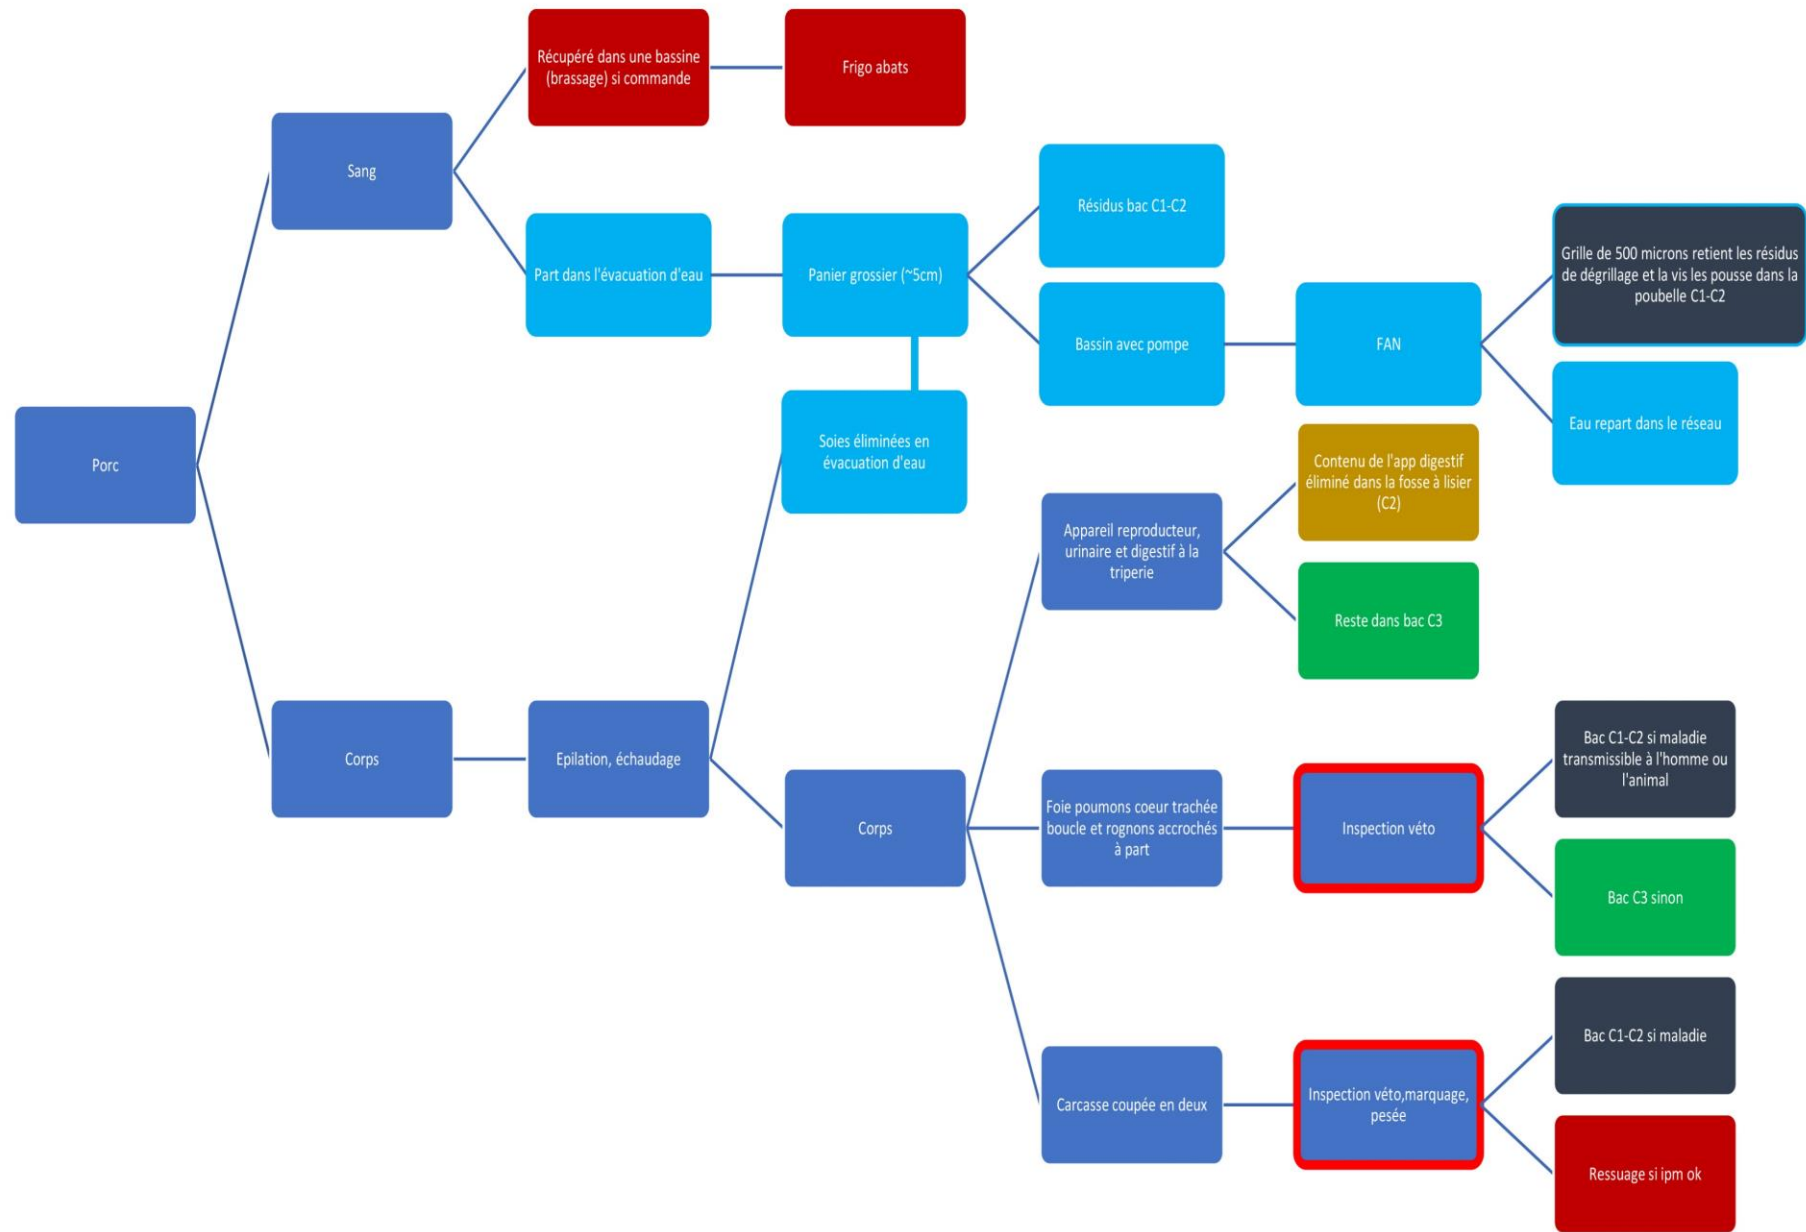 Récupéré dans une bassine
(brassage) si commande
Frigo abats
Sang
Résidus bac C1-C2
Part dans l'évacuation d'eau
Panier grossier (~5cm)
Grille de 500 microns retient les résidus
de dégrillage et la vis les pousse dans la
poubelle C1-C2
Bassin avec pompe
FAN
Eau repart dans le réseau
Porc
Soies éliminées en
évacuation d'eau
Contenu de l'app digestif
éliminé dans la fosse à lisier
(C2)
Appareil reproducteur,
urinaire et digestif à la
triperie
Reste dans bac C3
Corps
Epilation, échaudage
Corps
Foie poumons coeur trachée
boucle et rognons accrochés
à part
Inspection véto
Bac C1-C2 si maladie
transmissible à l'homme ou
l'animal
Bac C3 sinon
Carcasse coupée en deux
Inspection véto,marquage,
pesée
Bac C1-C2 si maladie
Ressuage si ipm ok